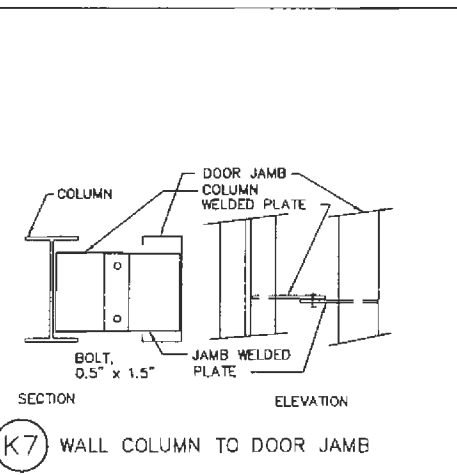 DOOR JAMB
COLUMN
COLUMN
WELDED PLATE
BOLT,
0.5" x 1.5"
JAMB WELDED
PLATE
SECTION
ELEVATION
K7 WALL COLUMN TO DOOR JAMB